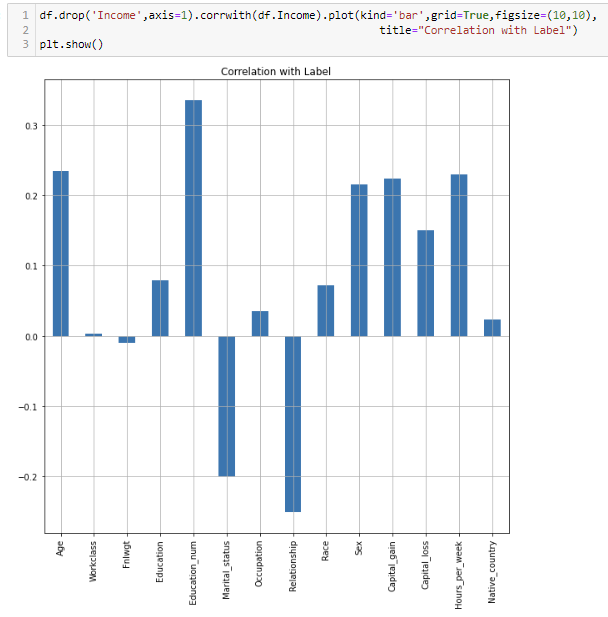 1 df.drop('Income',axis=1).corrwith(df.Income).plot(kind='bar',grid=True,figsize=(10,10),
2 title="Correlation with Label")
3 plt.show()
Correlation with Label
0.3
0.2
0.1
0.0
−0.1
−0.2
Age
Workclass
Fnlwgt
Education
Education_num
Marital_status
Occupation
Relationship
Race
Sex
Capital_gain
Capital_loss
Hours_per_week
Native_country